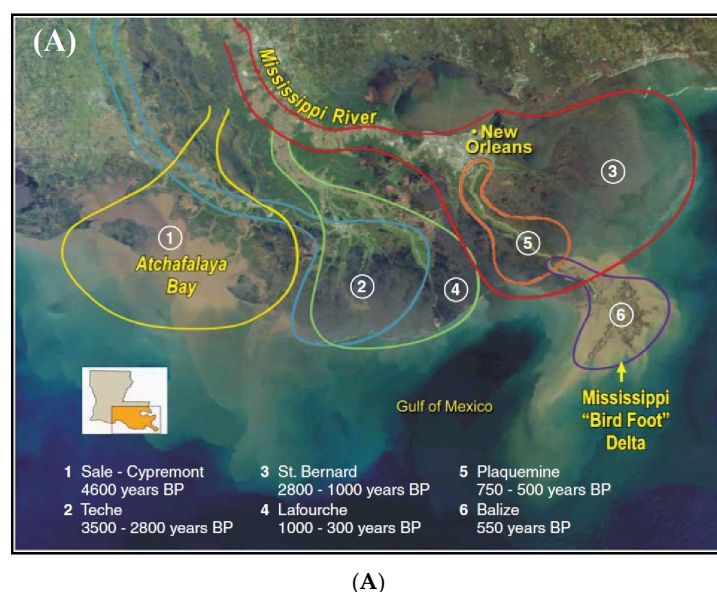 (A)
Mississippi River
New
Orleans
3
1
5
Atchafalaya
Bay
2
4
6
Mississippi
"Bird Foot"
Delta
Gulf of Mexico
1 Sale - Cypremont
4600 years BP
2 Teche
3500 - 2800 years BP
3 St. Bernard
2800 - 1000 years BP
4 Lafourche
1000 - 300 years BP
5 Plaquemine
750 - 500 years BP
6 Balize
550 years BP
(A)